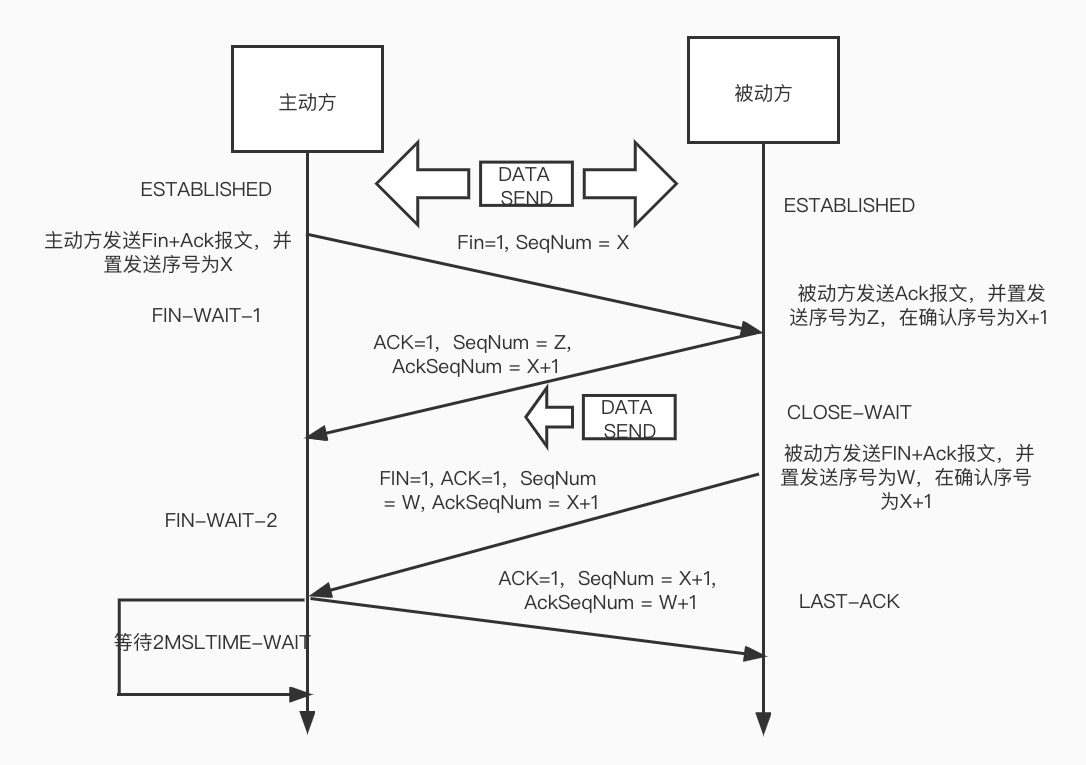 主动方
被动方
DATA
SEND
ESTABLISHED
ESTABLISHED
主动方发送Fin+Ack报文，并
置发送序号为X
Fin=1, SeqNum = X
FIN-WAIT-1
被动方发送Ack报文，并置发
送序号为Z，在确认序号为X+1
ACK=1,  SeqNum = Z,
AckSeqNum = X+1
DATA
SEND
CLOSE-WAIT
被动方发送FIN+Ack报文，并
置发送序号为W，在确认序号
为X+1
FIN=1, ACK=1,  SeqNum
= W, AckSeqNum = X+1
FIN-WAIT-2
ACK=1,  SeqNum = X+1,
AckSeqNum = W+1
LAST-ACK
等待2MSLTIME-WAIT